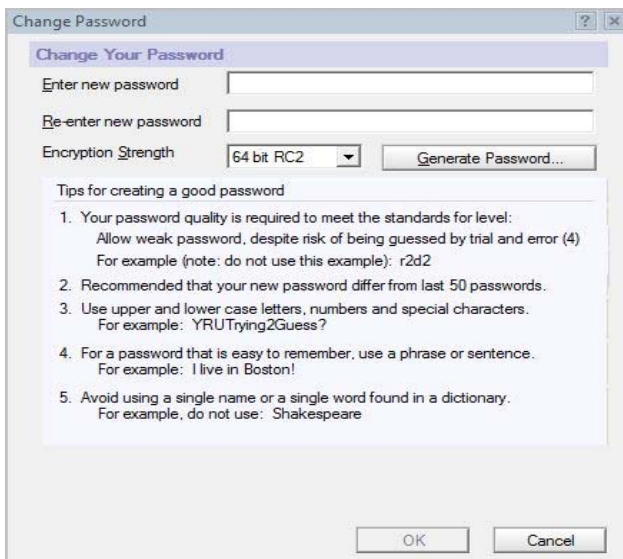 Change Password
Change Your Password
Enter new password
Re-enter new password
Encryption Strength 64 bit RC2 Generate Password...
Tips for creating a good password
1. Your password quality is required to meet the standards for level:
Allow weak password, despite risk of being guessed by trial and error (4)
For example (note: do not use this example): r2d2
2. Recommended that your new password differ from last 50 passwords.
3. Use upper and lower case letters, numbers and special characters.
For example: YRUTrying2Guess?
4. For a password that is easy to remember, use a phrase or sentence.
For example: I live in Boston!
5. Avoid using a single name or a single word found in a dictionary.
For example, do not use: Shakespeare
OK Cancel